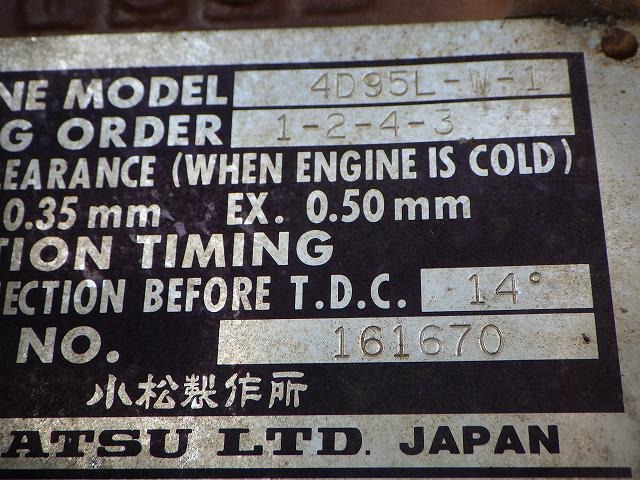 NE MODEL 4D95L-W-1
G ORDER 1-2-4-3
EARANCE (WHEN ENGINE IS COLD)
0.35 mm EX. 0.50 mm
TION TIMING
ECTION BEFORE T.D.C. 14°
NO. 161670
小松製作所
ATSU LTD. JAPAN